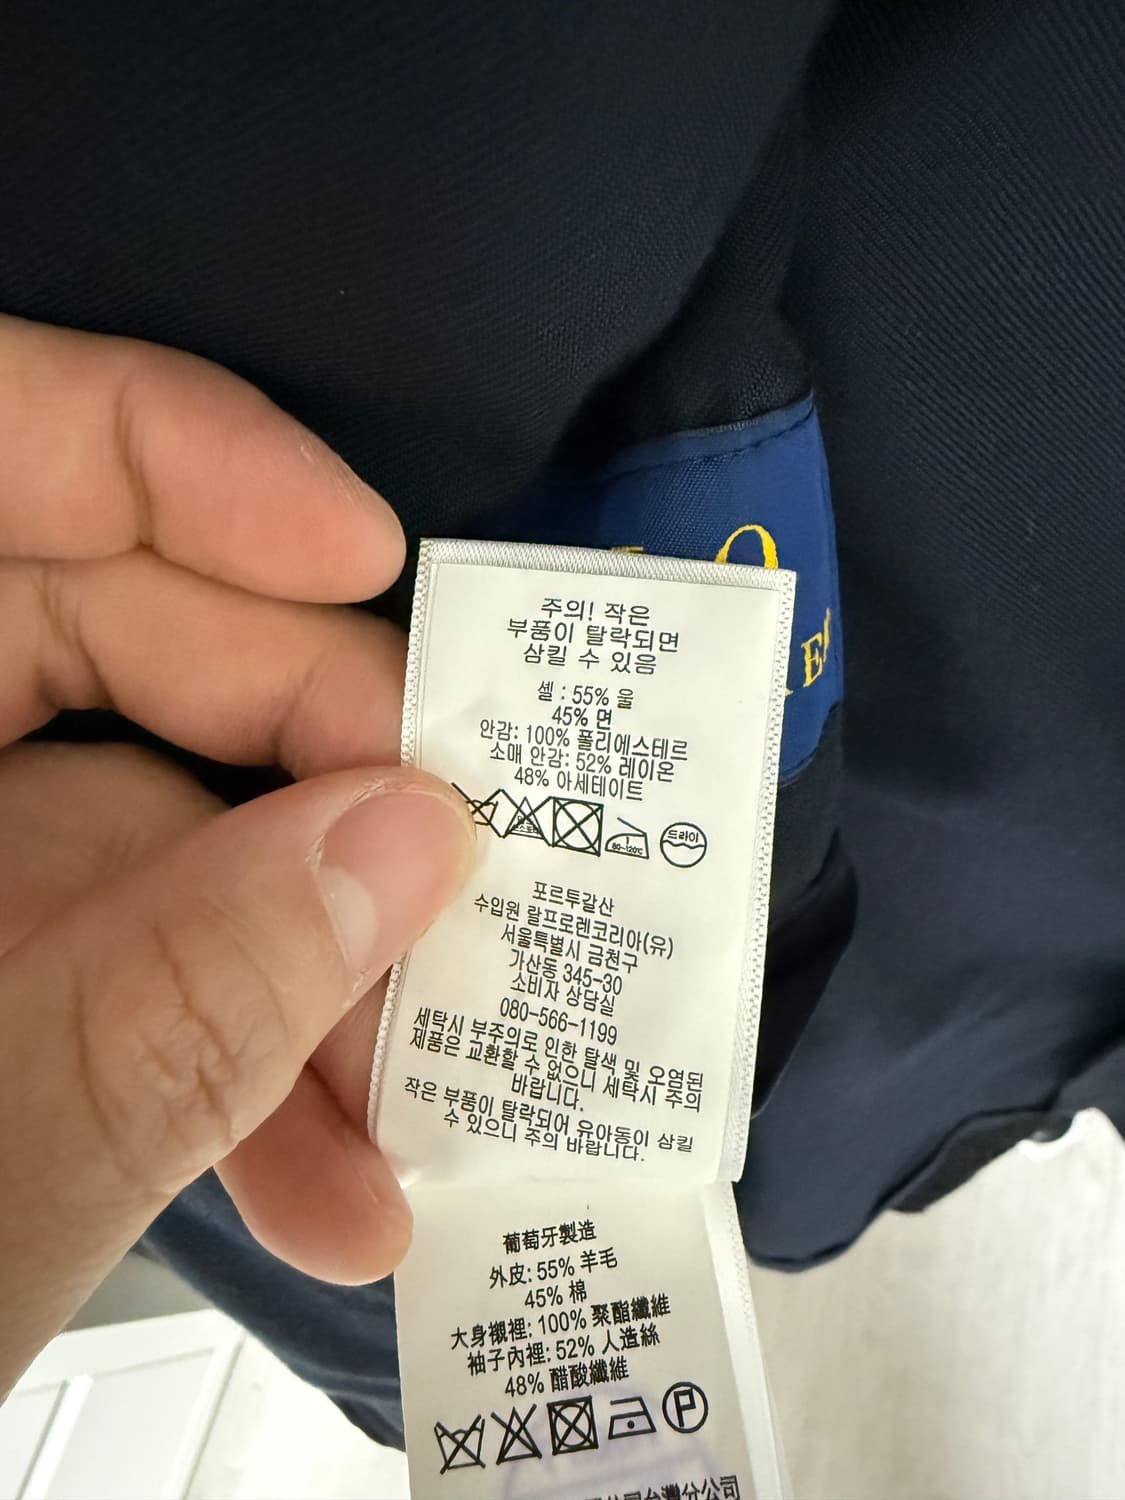 주의! 작은
부품이 탈락되면
삼킬 수 있음
셸 : 55% 울
45% 면
안감: 100% 폴리에스테르
소매 안감: 52% 레이온
48% 아세테이트
80~120℃
드라이
포르투갈산
수입원 랄프로렌코리아(유)
서울특별시 금천구
가산동 345-30
소비자 상담실
080-566-1199
세탁시 부주의로 인한 탈색 및 오염된
제품은 교환할 수 없으니 세탁시 주의
바랍니다.
작은 부품이 탈락되어 유아동이 삼킬
수 있으니 주의 바랍니다.
葡萄牙製造
外皮: 55% 羊毛
45% 棉
大身襯裡: 100% 聚酯纖維
袖子內裡: 52% 人造絲
48% 醋酸纖維
P
台灣分公司